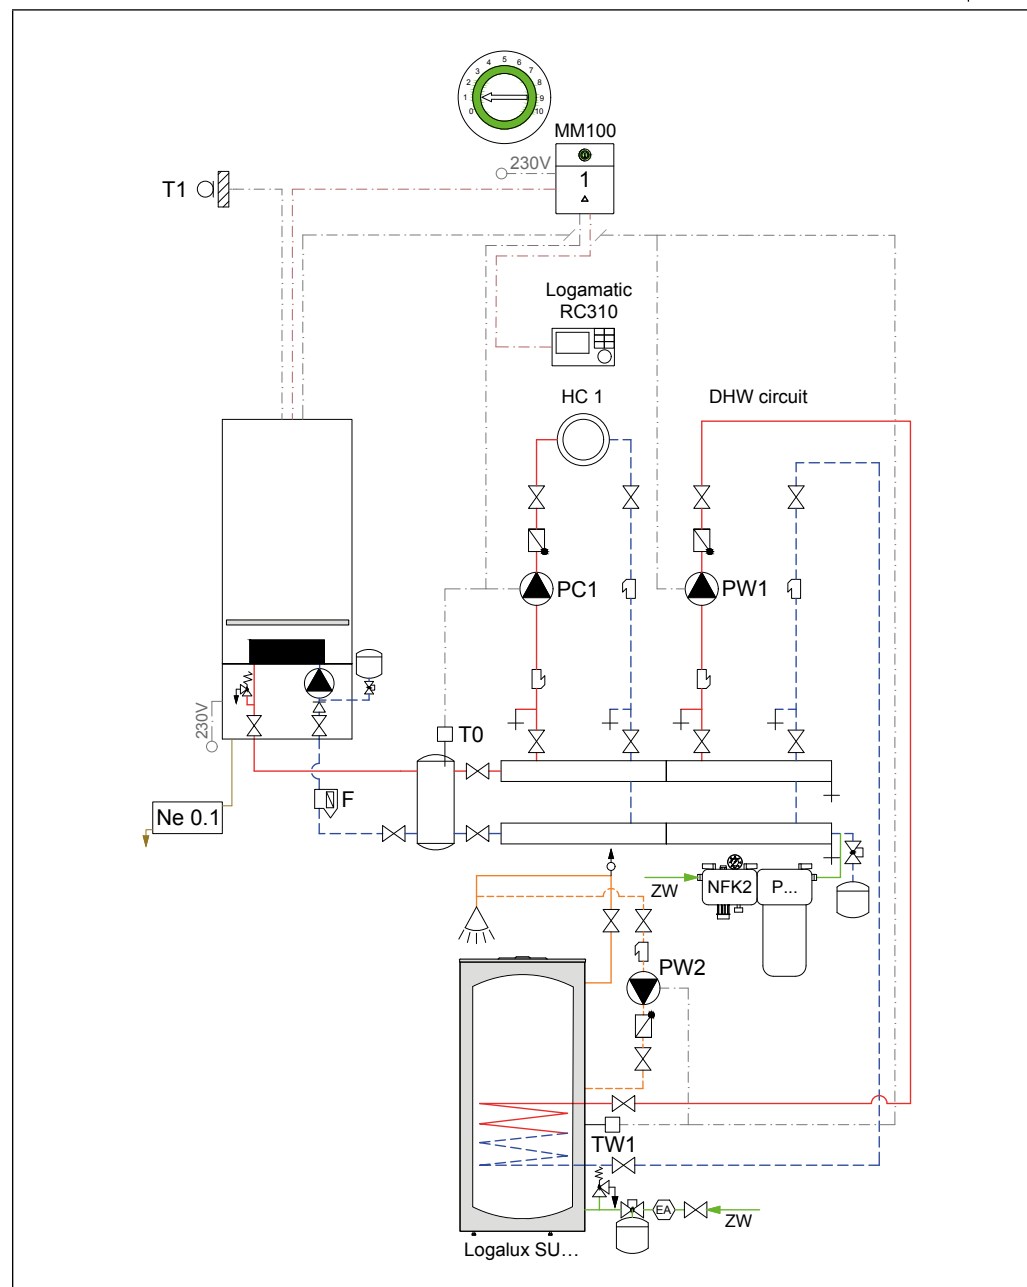 0 1 2 3 4 5 6 7 8 9 10
MM100
230V
1
T1
Logamatic
RC310
HC 1
DHW circuit
PC1
PW1
230V
T0
Ne 0.1
F
ZW
NFK2
P...
PW2
TW1
EA
ZW
Logalux SU...